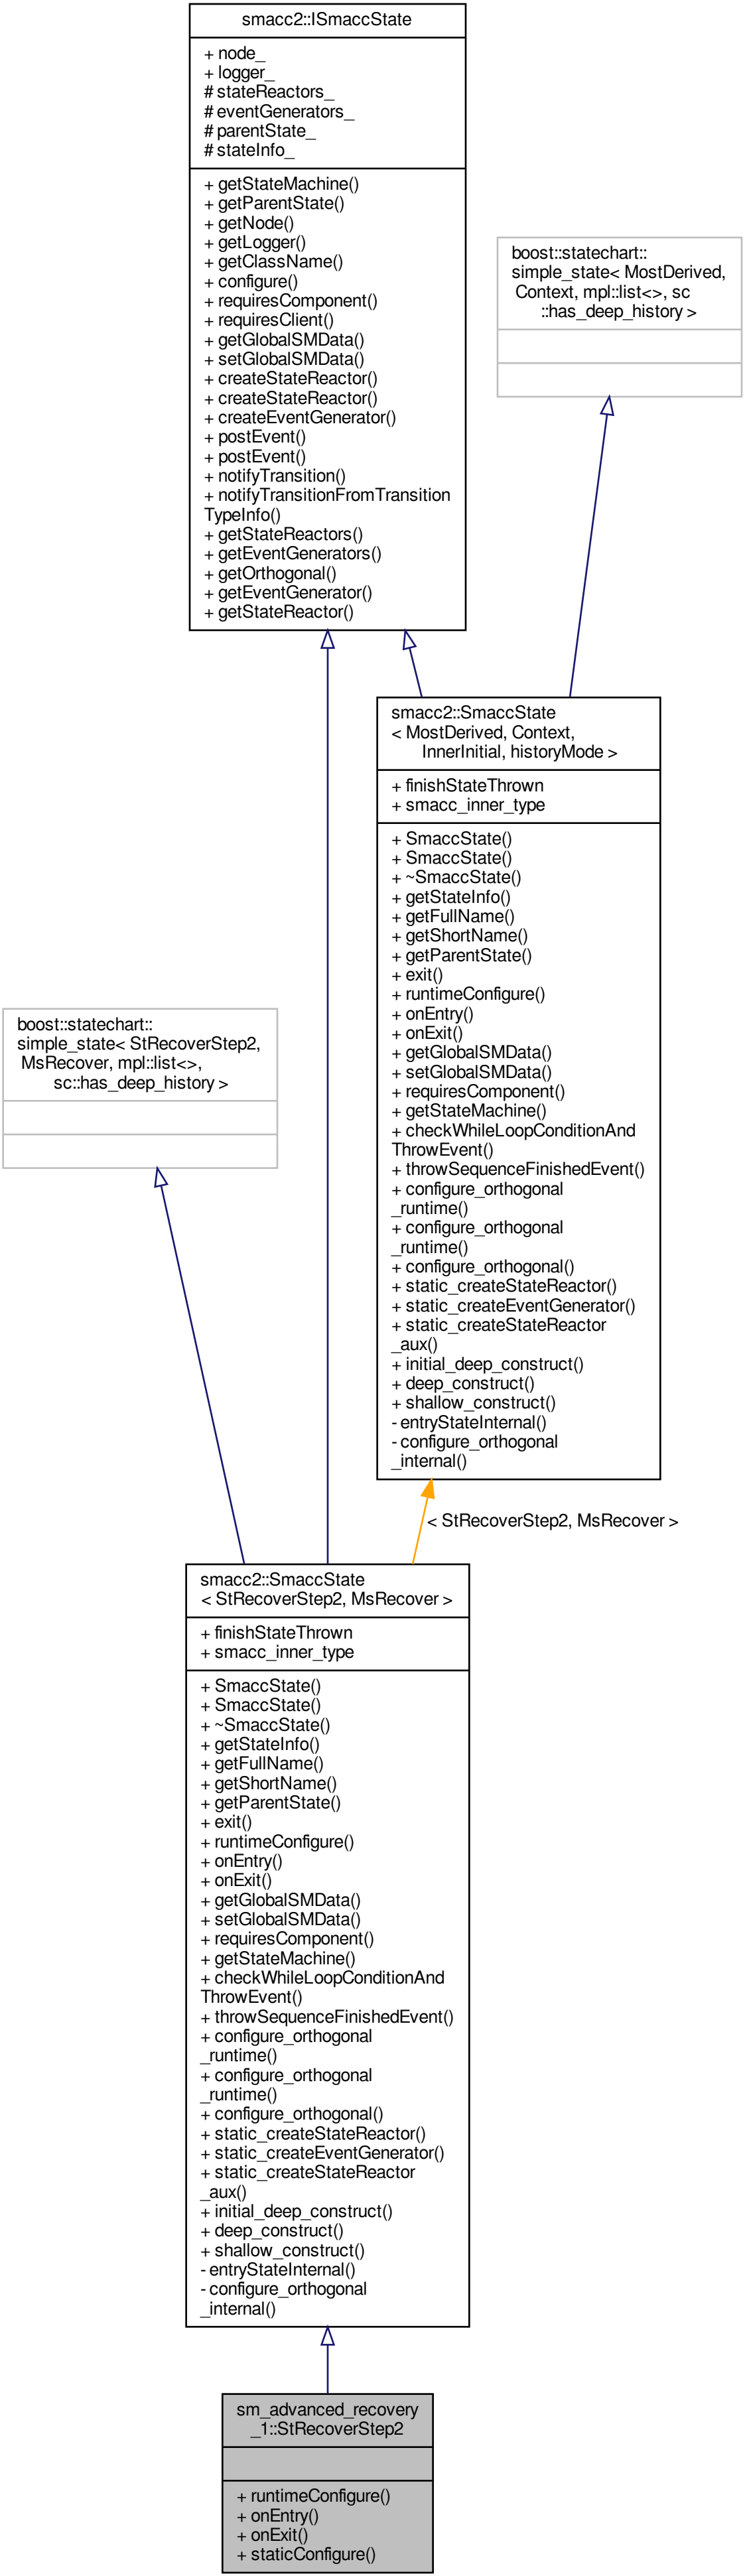 smacc2::ISmaccState
+ node_
+ logger_
# stateReactors_
# eventGenerators_
# parentState_
# stateInfo_
+ getStateMachine()
+ getParentState()
+ getNode()
+ getLogger()
+ getClassName()
+ configure()
+ requiresComponent()
+ requiresClient()
+ getGlobalSMData()
+ setGlobalSMData()
+ createStateReactor()
+ createStateReactor()
+ createEventGenerator()
+ postEvent()
+ postEvent()
+ notifyTransition()
+ notifyTransitionFromTransition
TypeInfo()
+ getStateReactors()
+ getEventGenerators()
+ getOrthogonal()
+ getEventGenerator()
+ getStateReactor()
boost::statechart::
simple_state< MostDerived,
Context, mpl::list<>, sc
::has_deep_history >
smacc2::SmaccState
< MostDerived, Context,
InnerInitial, historyMode >
+ finishStateThrown
+ smacc_inner_type
+ SmaccState()
+ SmaccState()
+ ~SmaccState()
+ getStateInfo()
+ getFullName()
+ getShortName()
+ getParentState()
+ exit()
+ runtimeConfigure()
+ onEntry()
+ onExit()
+ getGlobalSMData()
+ setGlobalSMData()
+ requiresComponent()
+ getStateMachine()
+ checkWhileLoopConditionAnd
ThrowEvent()
+ throwSequenceFinishedEvent()
+ configure_orthogonal
_runtime()
+ configure_orthogonal
_runtime()
+ configure_orthogonal()
+ static_createStateReactor()
+ static_createEventGenerator()
+ static_createStateReactor
_aux()
+ initial_deep_construct()
+ deep_construct()
+ shallow_construct()
- entryStateInternal()
- configure_orthogonal
_internal()
boost::statechart::
simple_state< StRecoverStep2,
MsRecover, mpl::list<>,
sc::has_deep_history >
< StRecoverStep2, MsRecover >
smacc2::SmaccState
< StRecoverStep2, MsRecover >
+ finishStateThrown
+ smacc_inner_type
+ SmaccState()
+ SmaccState()
+ ~SmaccState()
+ getStateInfo()
+ getFullName()
+ getShortName()
+ getParentState()
+ exit()
+ runtimeConfigure()
+ onEntry()
+ onExit()
+ getGlobalSMData()
+ setGlobalSMData()
+ requiresComponent()
+ getStateMachine()
+ checkWhileLoopConditionAnd
ThrowEvent()
+ throwSequenceFinishedEvent()
+ configure_orthogonal
_runtime()
+ configure_orthogonal
_runtime()
+ configure_orthogonal()
+ static_createStateReactor()
+ static_createEventGenerator()
+ static_createStateReactor
_aux()
+ initial_deep_construct()
+ deep_construct()
+ shallow_construct()
- entryStateInternal()
- configure_orthogonal
_internal()
sm_advanced_recovery
_1::StRecoverStep2
+ runtimeConfigure()
+ onEntry()
+ onExit()
+ staticConfigure()